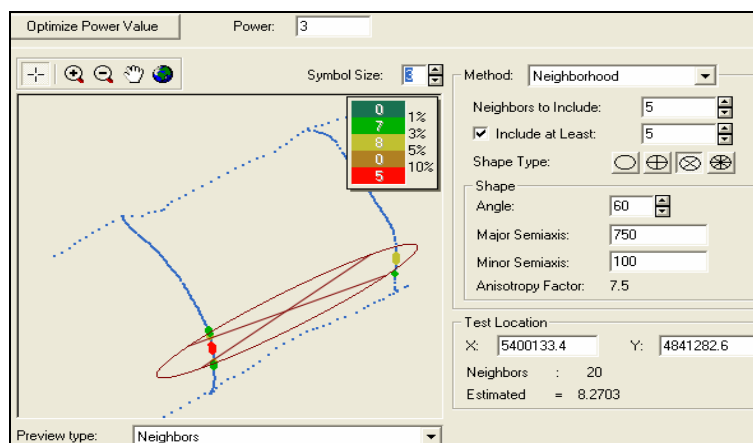 Optimize Power Value Power: 3
Symbol Size: 3
0
7
8
0
5
1%
3%
5%
10%
Method: Neighborhood
Neighbors to Include: 5
Include at Least: 5
Shape Type:
Shape
Angle: 60
Major Semiaxis: 750
Minor Semiaxis: 100
Anisotropy Factor: 7.5
Test Location
X: 5400133.4 Y: 4841282.6
Neighbors : 20
Estimated = 8.2703
Preview type: Neighbors